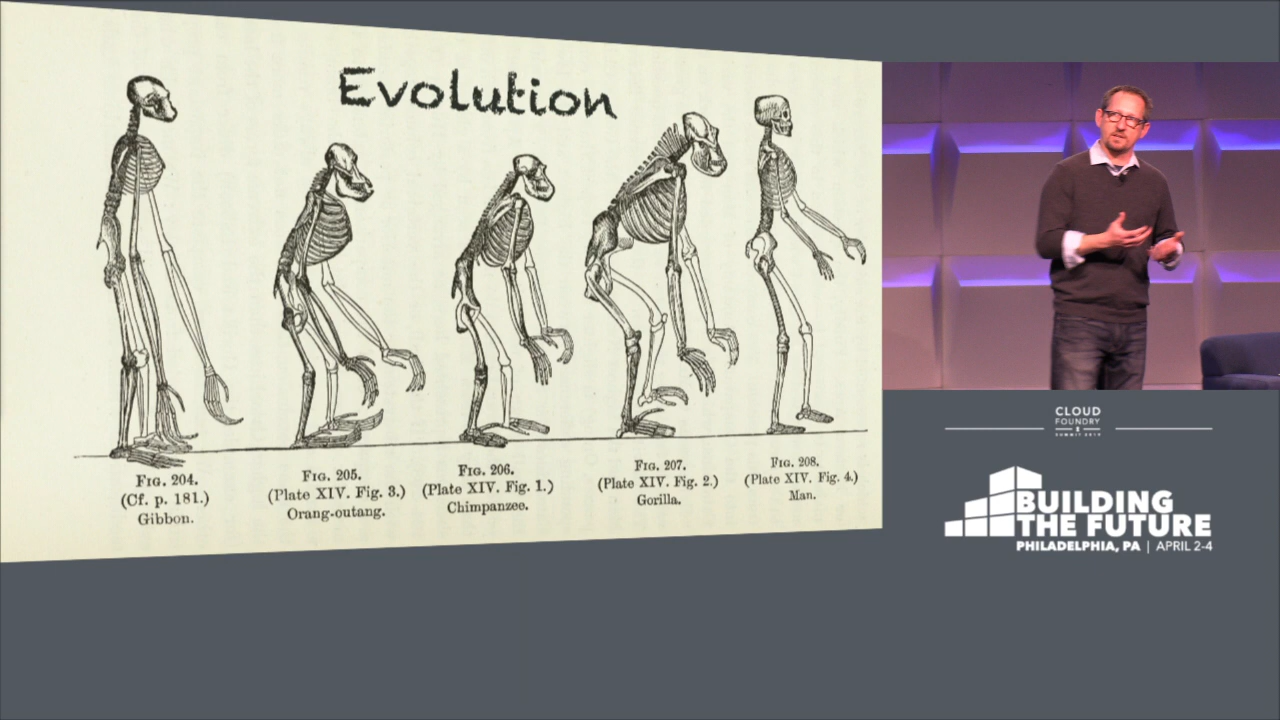 Evolution
FIG. 204.
(Cf. p. 181.)
Gibbon.
FIG. 205.
(Plate XIV. Fig. 3.)
Orang-outang.
FIG. 206.
(Plate XIV. Fig. 1.)
Chimpanzee.
FIG. 207.
(Plate XIV. Fig. 2.)
Gorilla.
FIG. 208.
(Plate XIV. Fig. 4.)
Man.
CLOUD
FOUNDRY
SUMMIT 2019
BUILDING
THE FUTURE
PHILADELPHIA, PA | APRIL 2-4